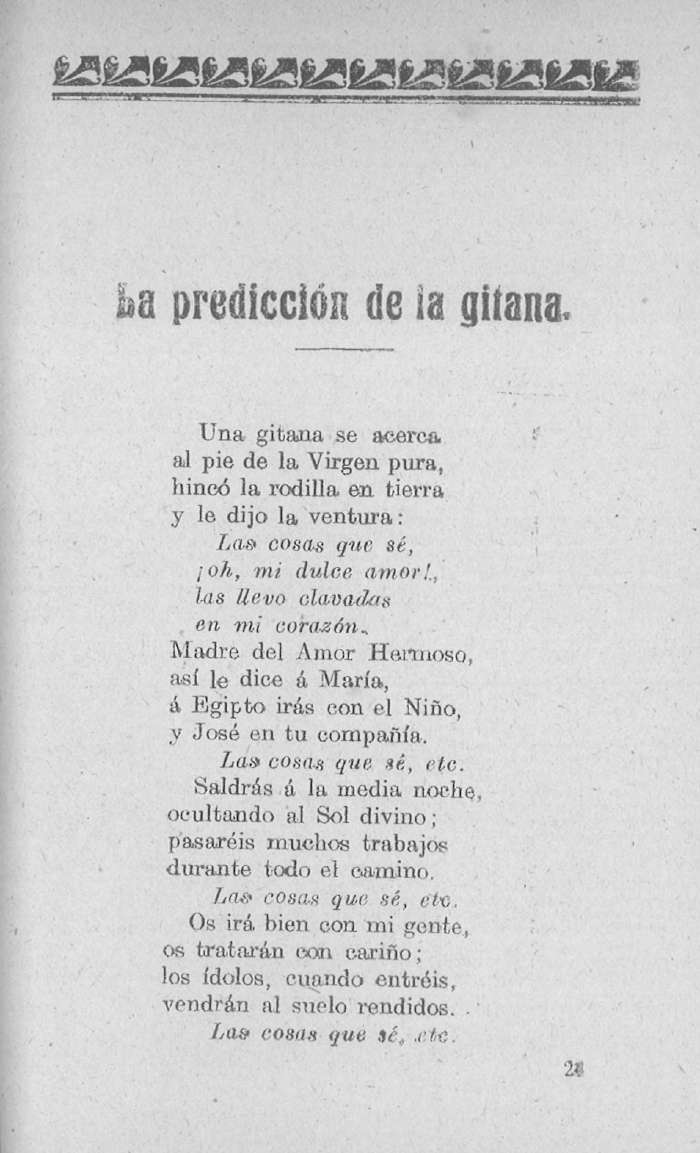 La predicción de la gitana.
Una gitana se acerca
al pie de la Virgen pura,
hincó la rodilla en tierra
y le dijo la ventura:
Las cosas que sé,
¡oh, mi dulce amor!,
las llevo clavadas
en mi corazón.
Madre del Amor Hermoso,
así le dice á María,
á Egipto irás con el Niño,
y José en tu compañía.
Las cosas que sé, etc.
Saldrás á la media noche,
ocultando al Sol divino;
pasaréis muchos trabajos
durante todo el camino.
Las cosas que sé, etc.
Os irá bien con mi gente,
os tratarán con cariño;
los ídolos, cuando entréis,
vendrán al suelo rendidos.
Las cosas que sé, etc.